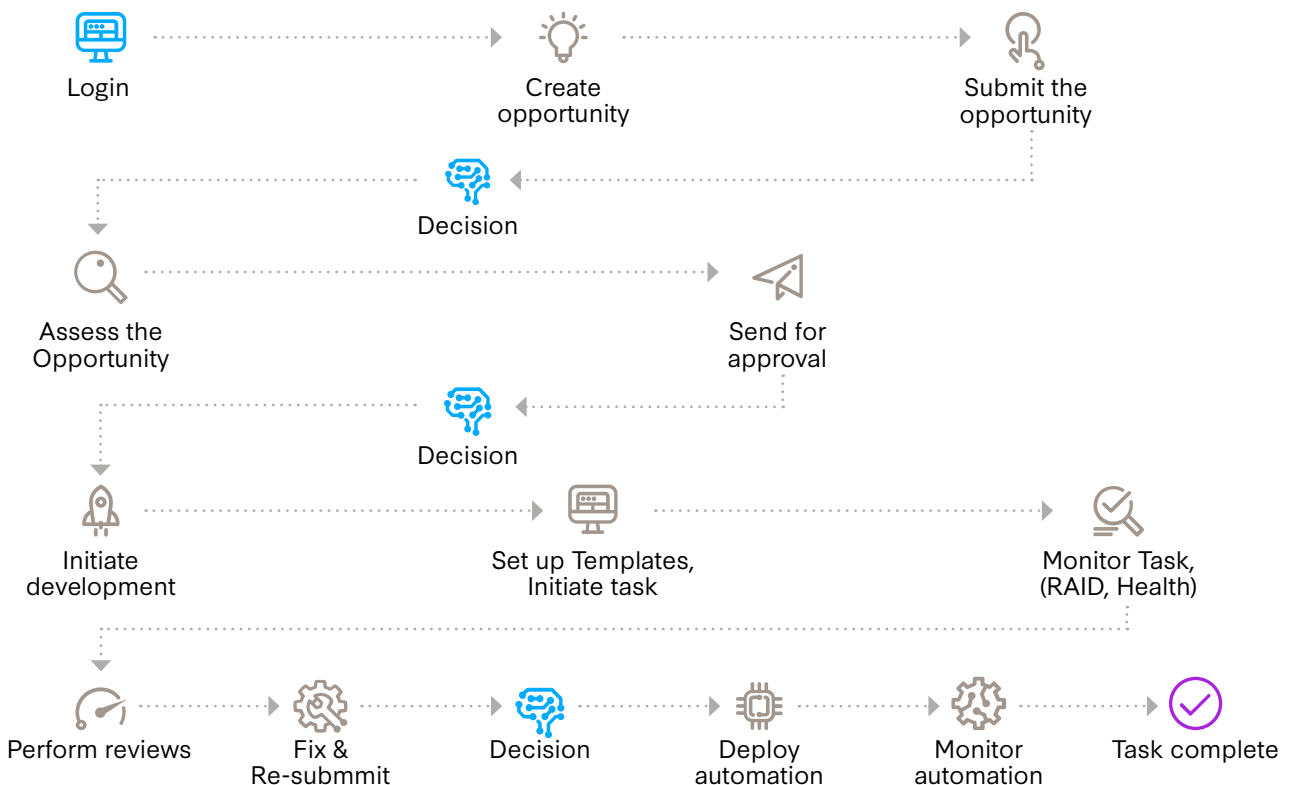 Login
Create
opportunity
Submit the
opportunity
Decision
Assess the
Opportunity
Send for
approval
Decision
Initiate
development
Set up Templates,
Initiate task
Monitor Task,
(RAID, Health)
Perform reviews
Fix &
Re-submmit
Decision
Deploy
automation
Monitor
automation
Task complete